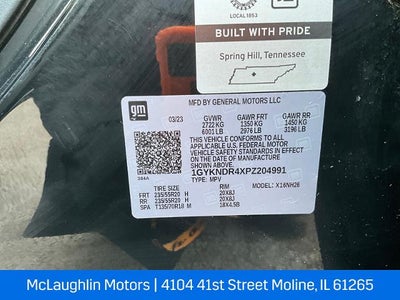 LOCAL 1853
BUILT WITH PRIDE
Spring Hill, Tennessee
gm
MFD BY GENERAL MOTORS LLC
03/23 GVWR GAWR FRT GAWR RR
2722 KG 1350 KG 1450 KG
6001 LB 2976 LB 3196 LB
THIS VEHICLE CONFORMS TO ALL
APPLICABLE U.S. FEDERAL MOTOR
VEHICLE SAFETY STANDARDS IN EFFECT
ON THE DATE OF MANUFACTURE SHOWN ABOVE.
1GYKNDR4XPZ204991
TYPE: MPV MODEL: X16NH26
TIRE SIZE RIM
FRT 235/55R20 H 20X8J
RR 235/55R20 H 20X8J
SPA T135/70R18 M 18X4.5B
McLaughlin Motors | 4104 41st Street Moline, IL 61265